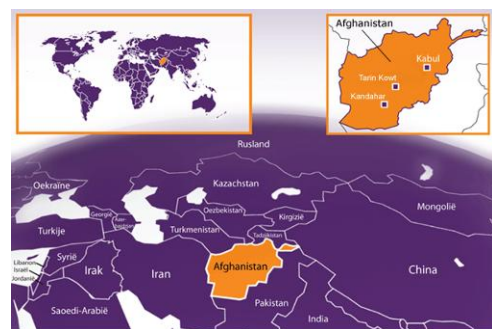 Afghanistan
Kabul
Tarin Kowt
Kandahar
Rusland
Oekraïne
Kazachstan
Mongolië
Georgië
Oezbekistan
Kirgizië
Turkije
Turkmenistan
Tadzjikistan
Syrië
Libanon
Israël
Jordanië
Irak
Iran
Afghanistan
China
Saoedi-Arabië
Pakistan
India